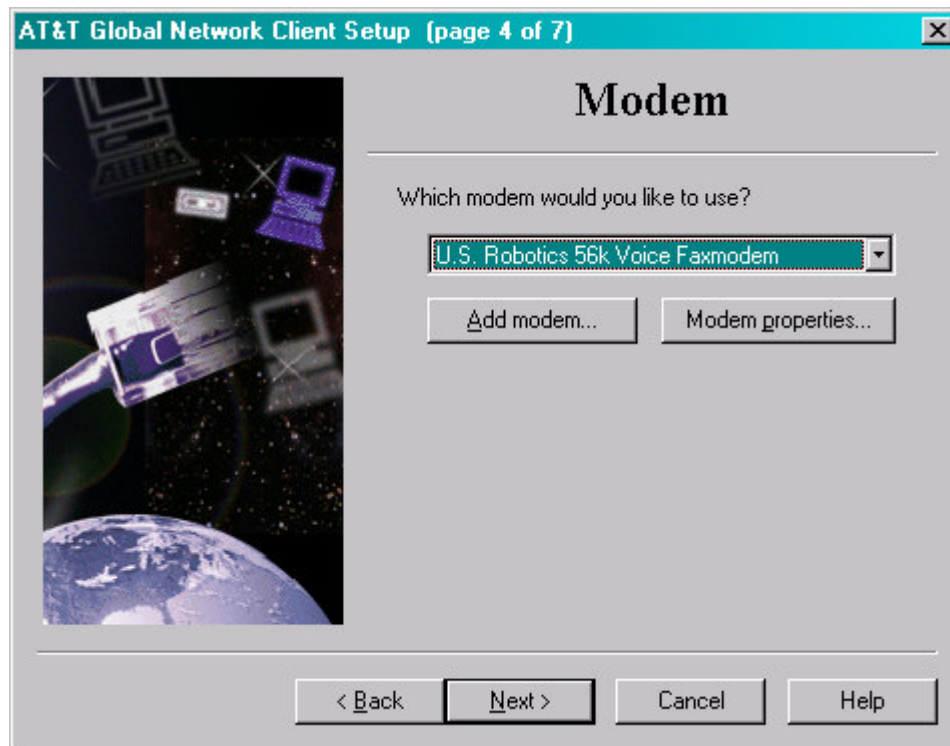 AT&T Global Network Client Setup (page 4 of 7)
Modem
Which modem would you like to use?
U.S. Robotics 56k Voice Faxmodem
Add modem...
Modem properties...
< Back
Next >
Cancel
Help